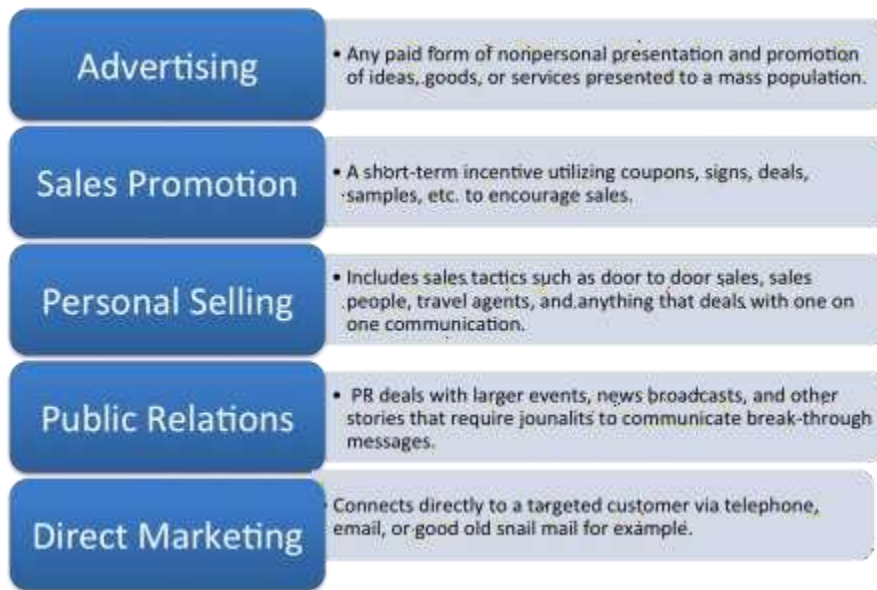 Advertising
• Any paid form of nonpersonal presentation and promotion
of ideas, goods, or services presented to a mass population.
Sales Promotion
• A short-term incentive utilizing coupons, signs, deals,
samples, etc. to encourage sales.
Personal Selling
• Includes sales tactics such as door to door sales, sales
people, travel agents, and anything that deals with one on
one communication.
Public Relations
• PR deals with larger events, news broadcasts, and other
stories that require jounalits to communicate break-through
messages.
Direct Marketing
• Connects directly to a targeted customer via telephone,
email, or good old snail mail for example.